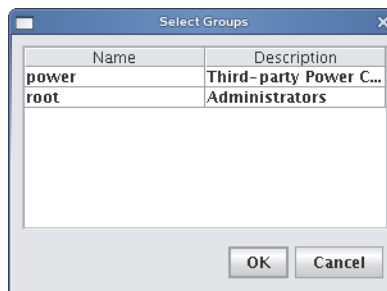 Select Groups
Name Description
power Third-party Power C...
root Administrators
OK Cancel